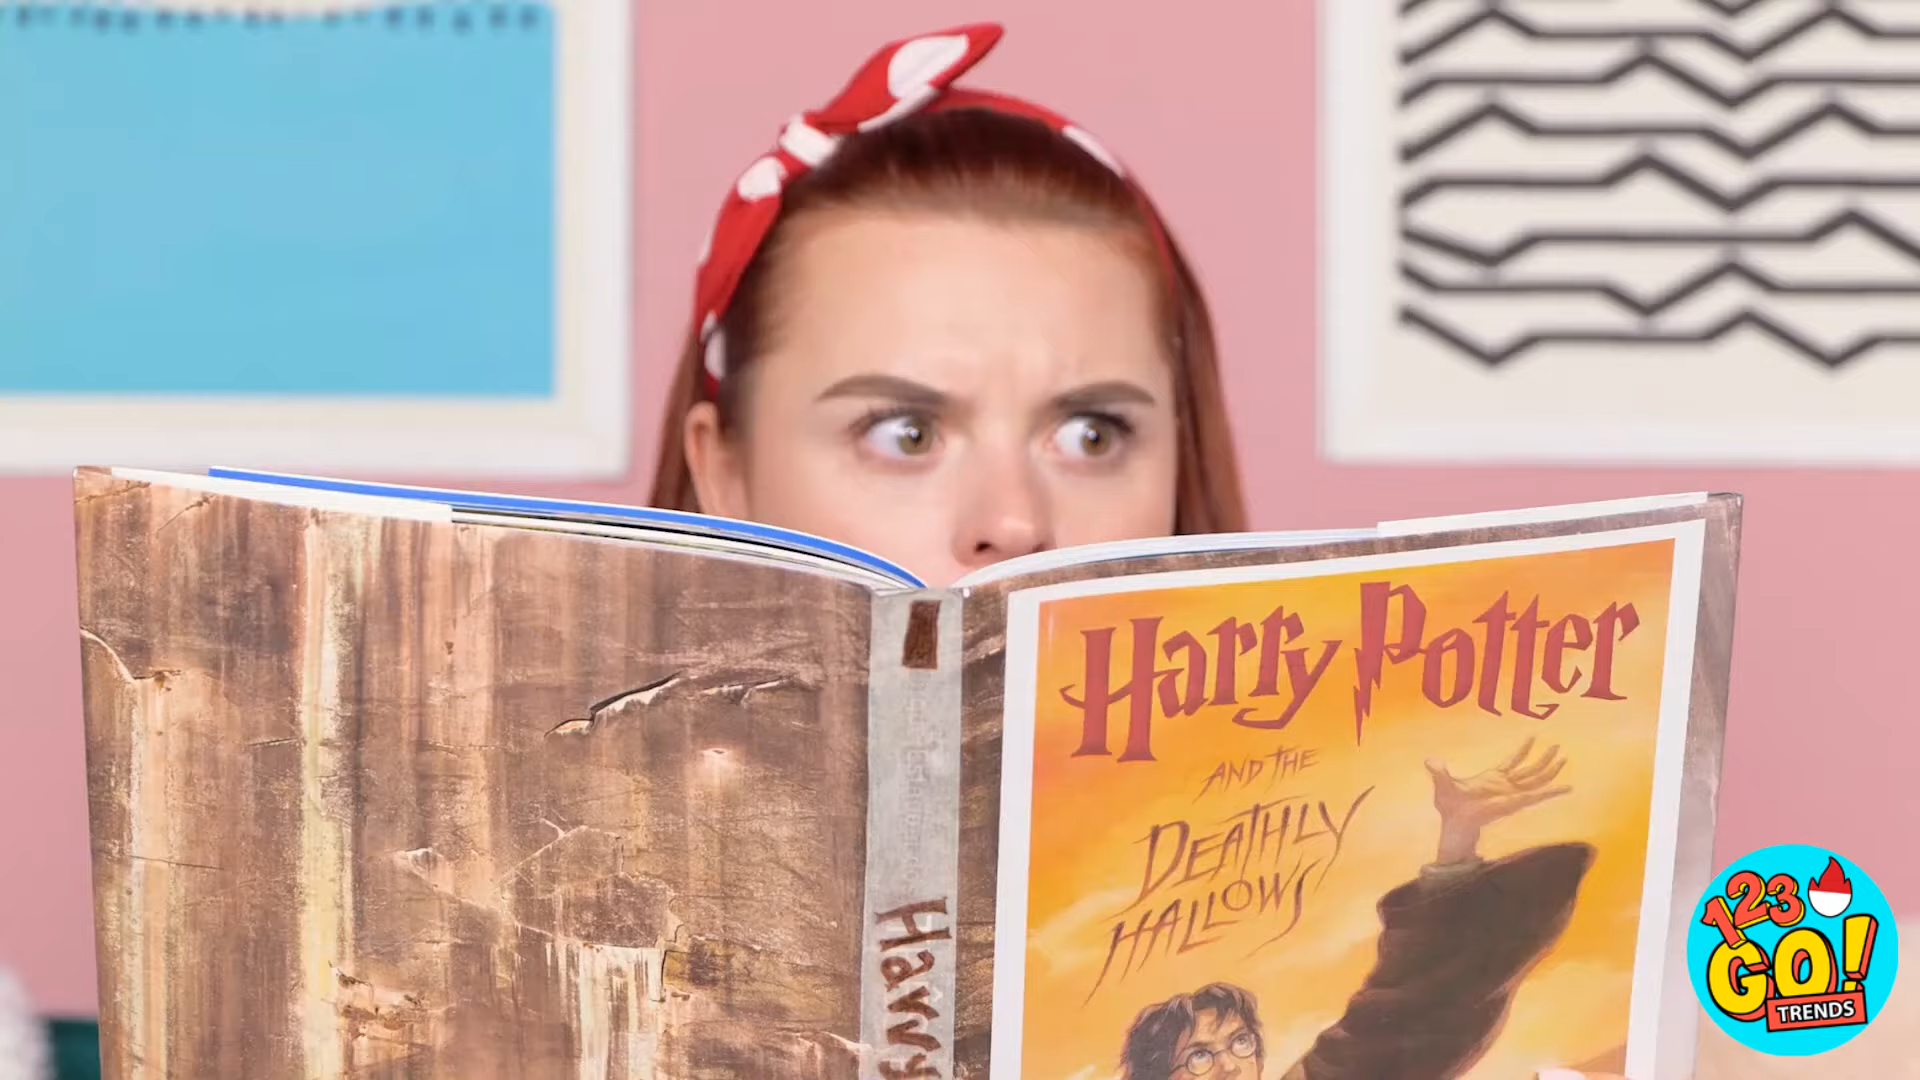 Harry Potter
AND THE
DEATHLY
HALLOWS
Harry
123
GO!
TRENDS